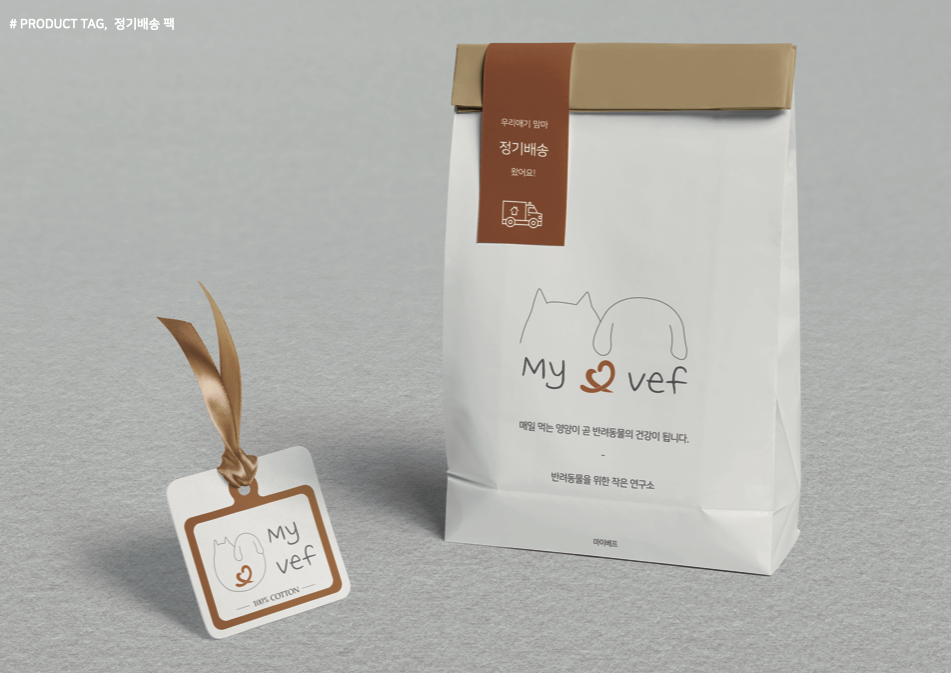 # PRODUCT TAG, 정기배송 팩
우리애기 맘마
정기배송
왔어요!
My vef
매일 먹는 영양이 곧 반려동물의 건강이 됩니다.
-
반려동물을 위한 작은 연구소
마이베프
My
vef
100% COTTON